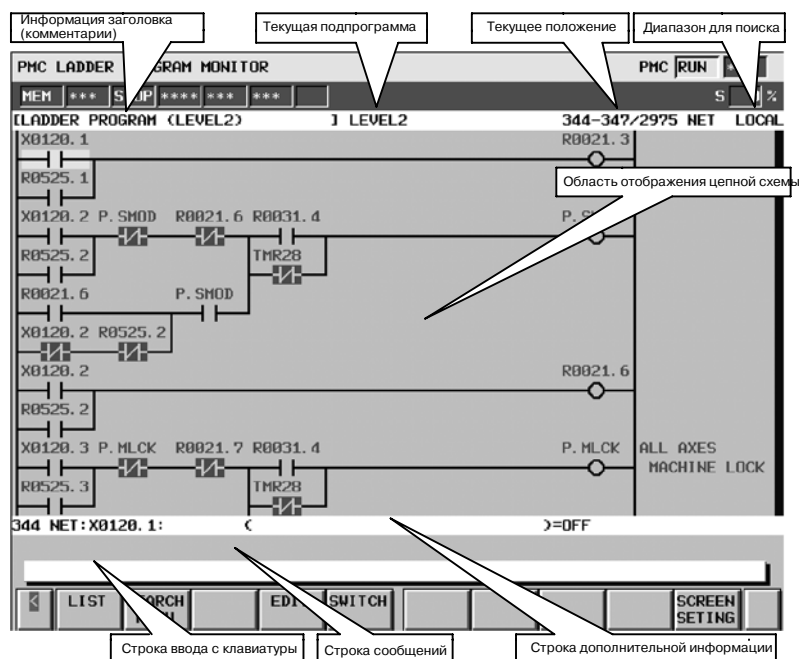 Информация заголовка
(комментарии)
Текущая подпрограмма
Текущее положение
Диапазон для поиска
PMC LADDER MONITOR
PMC RUN
MEM *** **** *** ***
S %
[LADDER PROGRAM (LEVEL2) ] LEVEL2 344-347/2975 NET LOCAL
X0120.1 R0021.3
R0525.1
Область отображения цепной схемы
X0120.2 P.SMOD R0021.6 R0031.4
R0525.2 TMR28
R0021.6 P.SMOD
X0120.2 R0525.2
X0120.2 R0021.6
R0525.2
X0120.3 P.MLCK R0021.7 R0031.4 P.MLCK ALL AXES
MACHINE LOCK
R0525.3 TMR28
344 NET:X0120.1: ( )=OFF
< LIST SWITCH SCREEN
SETING
Строка ввода с клавиатуры
Строка сообщений
Строка дополнительной информации